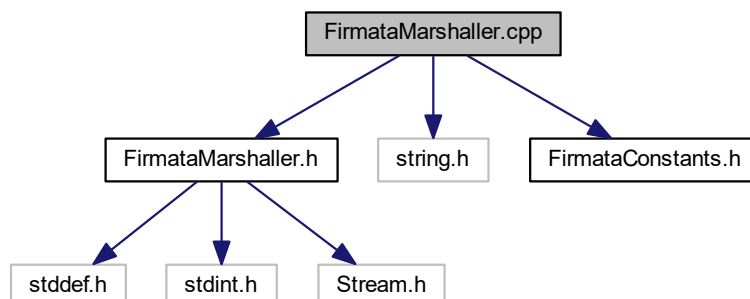 FirmataMarshaller.cpp
FirmataMarshaller.h
string.h
FirmataConstants.h
stddef.h
stdint.h
Stream.h